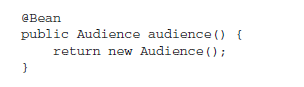 @Bean
public Audience audience() {
    return new Audience();
}